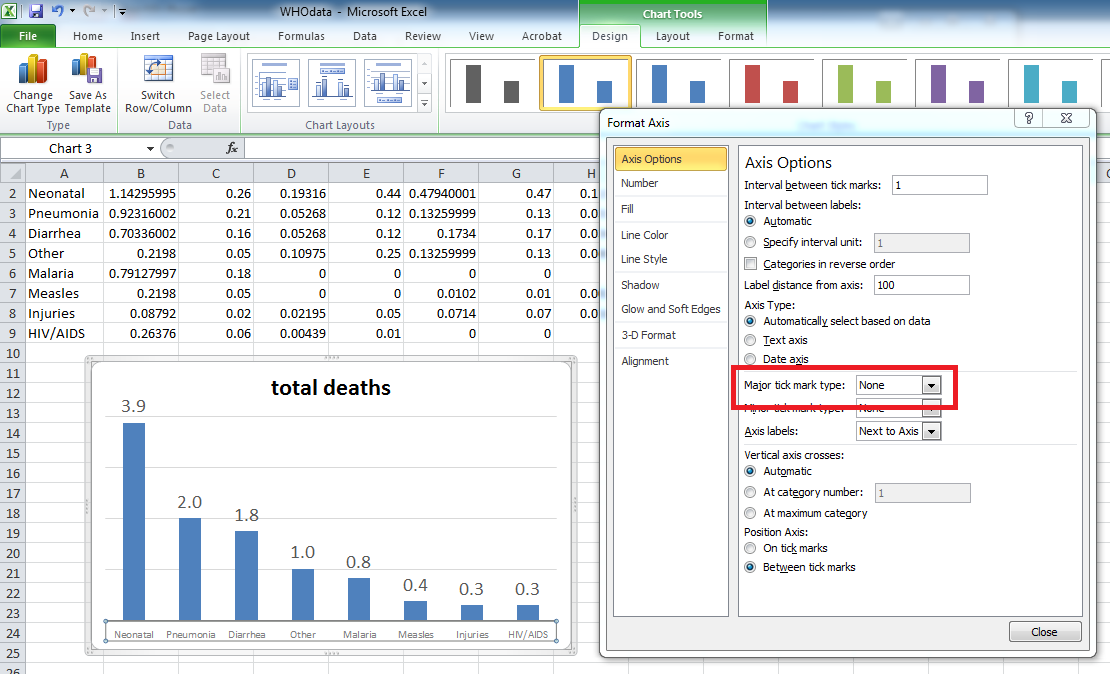 WHOdata - Microsoft Excel
Chart Tools
File Home Insert Page Layout Formulas Data Review View Acrobat Design Layout Format
Change Chart Type
Save As Template
Switch Row/Column
Select Data
Type Data Chart Layouts
Chart 3 fx
A B C D E F G H
2 Neonatal 1.14295995 0.26 0.19316 0.44 0.47940001 0.47
3 Pneumonia 0.92316002 0.21 0.05268 0.12 0.13259999 0.13
4 Diarrhea 0.70336002 0.16 0.05268 0.12 0.1734 0.17
5 Other 0.2198 0.05 0.10975 0.25 0.13259999 0.13
6 Malaria 0.79127997 0.18 0 0 0 0
7 Measles 0.2198 0.05 0 0 0.0102 0.01
8 Injuries 0.08792 0.02 0.02195 0.05 0.0714 0.07
9 HIV/AIDS 0.26376 0.06 0.00439 0.01 0 0
10
11
12
13
14
15
16
17
18
19
20
21
22
23
24
25
26
total deaths
3.9 2.0 1.8 1.0 0.8 0.4 0.3 0.3
Neonatal Pneumonia Diarrhea Other Malaria Measles Injuries HIV/AIDS
Format Axis
?
Axis Options
Number
Fill
Line Color
Line Style
Shadow
Glow and Soft Edges
3-D Format
Alignment
Axis Options
Interval between tick marks: 1
Interval between labels:
Automatic
Specify interval unit: 1
Categories in reverse order
Label distance from axis: 100
Axis Type:
Automatically select based on data
Text axis
Date axis
Major tick mark type: None
Minor tick mark type: None
Axis labels: Next to Axis
Vertical axis crosses:
Automatic
At category number: 1
At maximum category
Position Axis:
On tick marks
Between tick marks
Close